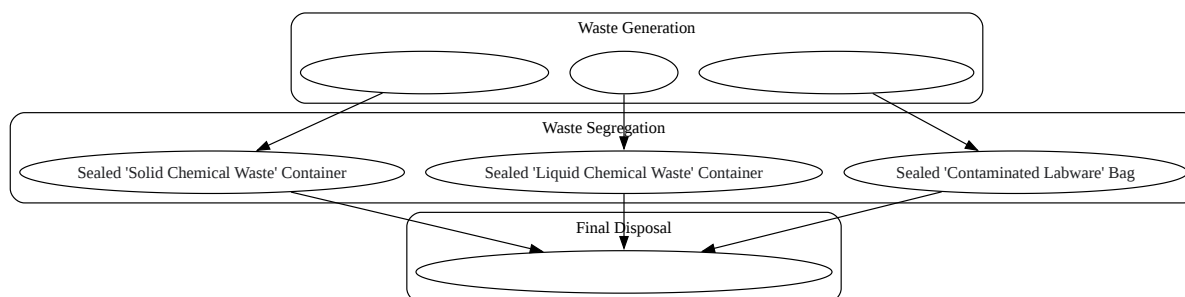 Waste Generation
Waste Segregation
Sealed 'Solid Chemical Waste' Container
Sealed 'Liquid Chemical Waste' Container
Sealed 'Contaminated Labware' Bag
Final Disposal